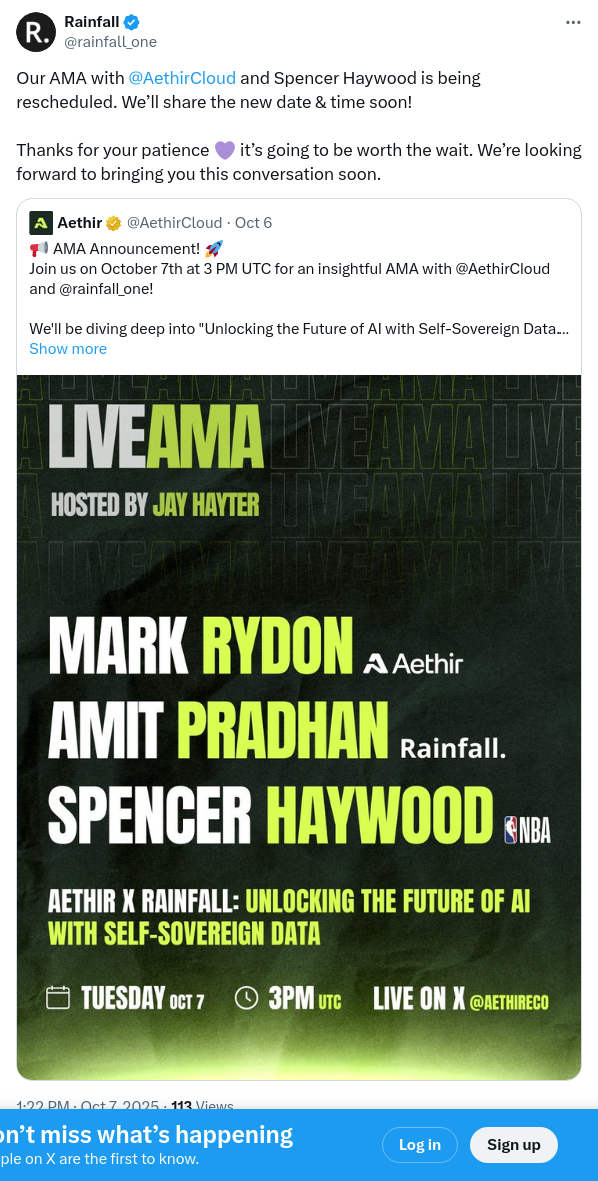 Rainfall
@rainfall_one
Our AMA with @AethirCloud and Spencer Haywood is being
rescheduled. We’ll share the new date & time soon!
Thanks for your patience 💜 it’s going to be worth the wait. We’re looking
forward to bringing you this conversation soon.
Aethir @AethirCloud · Oct 6
📢 AMA Announcement! 🚀
Join us on October 7th at 3 PM UTC for an insightful AMA with @AethirCloud
and @rainfall_one!
We'll be diving deep into "Unlocking the Future of AI with Self-Sovereign Data...
Show more
LIVEAMA
HOSTED BY JAY HAYTER
MARK RYDON Aethir
AMIT PRADHAN Rainfall.
SPENCER HAYWOOD NBA
AETHIR X RAINFALL: UNLOCKING THE FUTURE OF AI
WITH SELF-SOVEREIGN DATA
TUESDAY OCT 7 3PM UTC LIVE ON X @AETHIRECO
1:22 PM · Oct 7, 2025 · 113 Views
on’t miss what’s happening
ple on X are the first to know.
Log in
Sign up